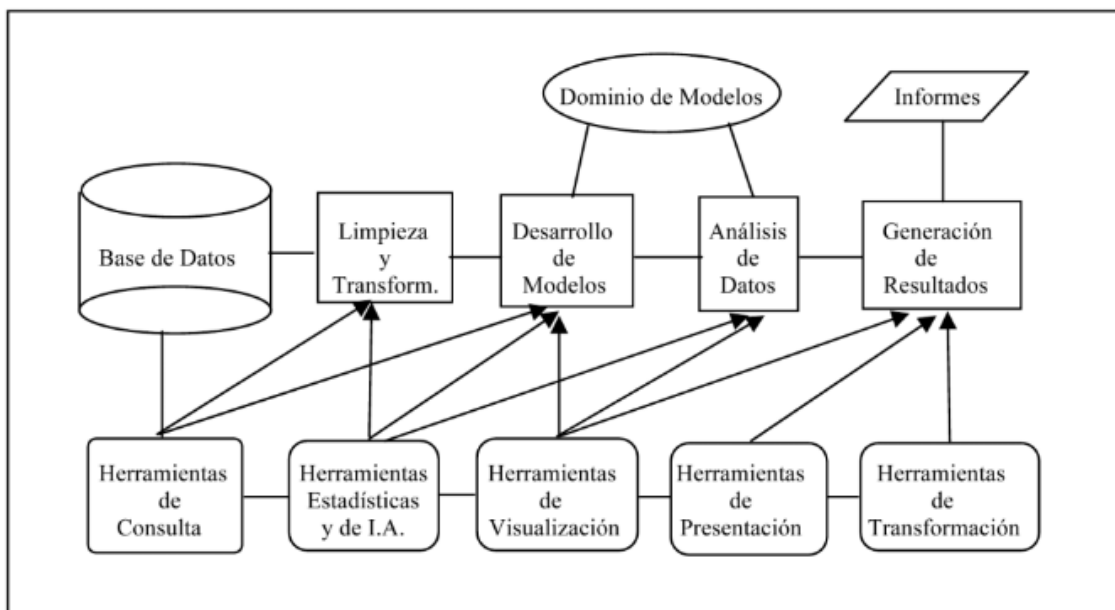 Dominio de Modelos
Informes
Base de Datos
Limpieza
y
Transform.
Desarrollo
de
Modelos
Análisis
de
Datos
Generación
de
Resultados
Herramientas
de
Consulta
Herramientas
Estadísticas
y de I.A.
Herramientas
de
Visualización
Herramientas
de
Presentación
Herramientas
de
Transformación